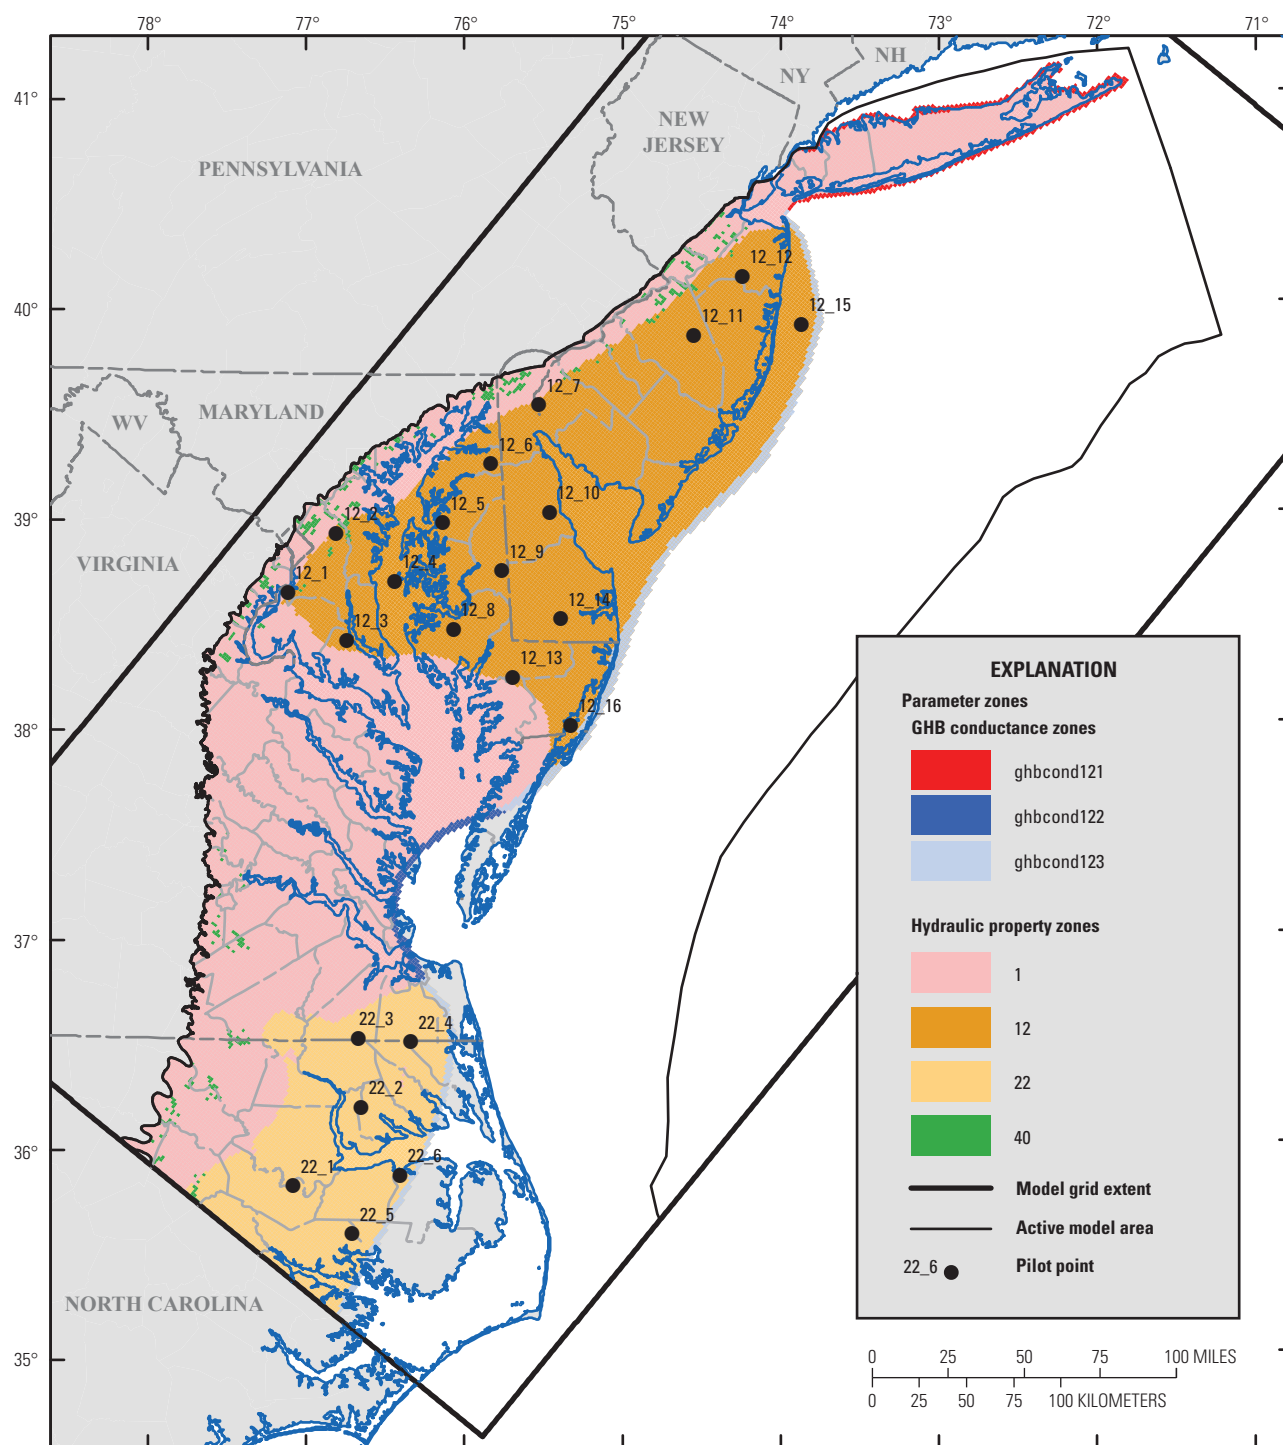 78° 77° 76° 75° 74° 73° 72° 71°
41°
40°
39°
38°
37°
36°
35°
NH
NY
NEW
JERSEY
PENNSYLVANIA
MARYLAND
WV
VIRGINIA
NORTH CAROLINA
12_12
12_15
12_11
12_7
12_6
12_10
12_5
12_2
12_9
12_4
12_1
12_14
12_8
12_3
12_13
12_16
22_3
22_4
22_2
22_1
22_6
22_5
EXPLANATION
Parameter zones
GHB conductance zones
ghbcond121
ghbcond122
ghbcond123
Hydraulic property zones
1
12
22
40
Model grid extent
Active model area
22_6 Pilot point
0 25 50 75 100 MILES
0 25 50 75 100 KILOMETERS